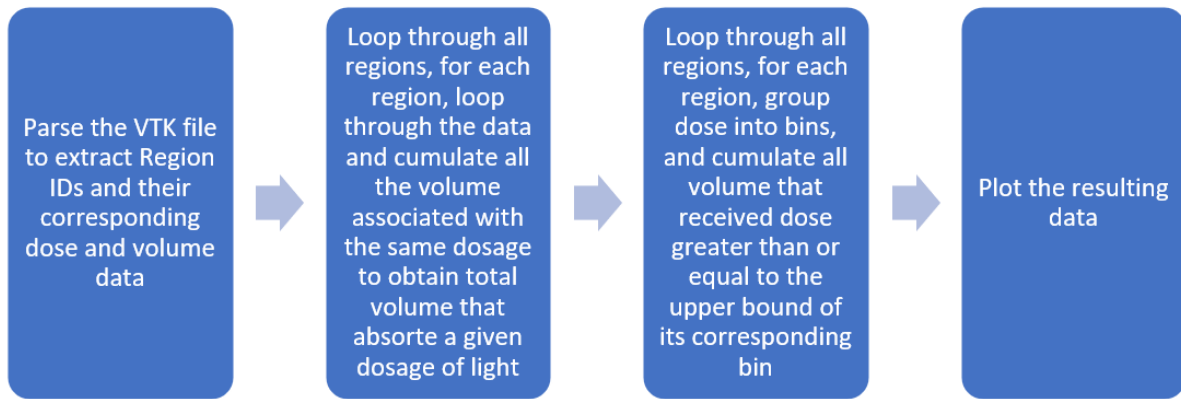 Parse the VTK file
to extract Region
IDs and their
corresponding
dose and volume
data
Loop through all
regions, for each
region, loop
through the data
and cumulate all
the volume
associated with
the same dosage
to obtain total
volume that
absorte a given
dosage of light
Loop through all
regions, for each
region, group
dose into bins,
and cumulate all
volume that
received dose
greater than or
equal to the
upper bound of
its corresponding
bin
Plot the resulting
data